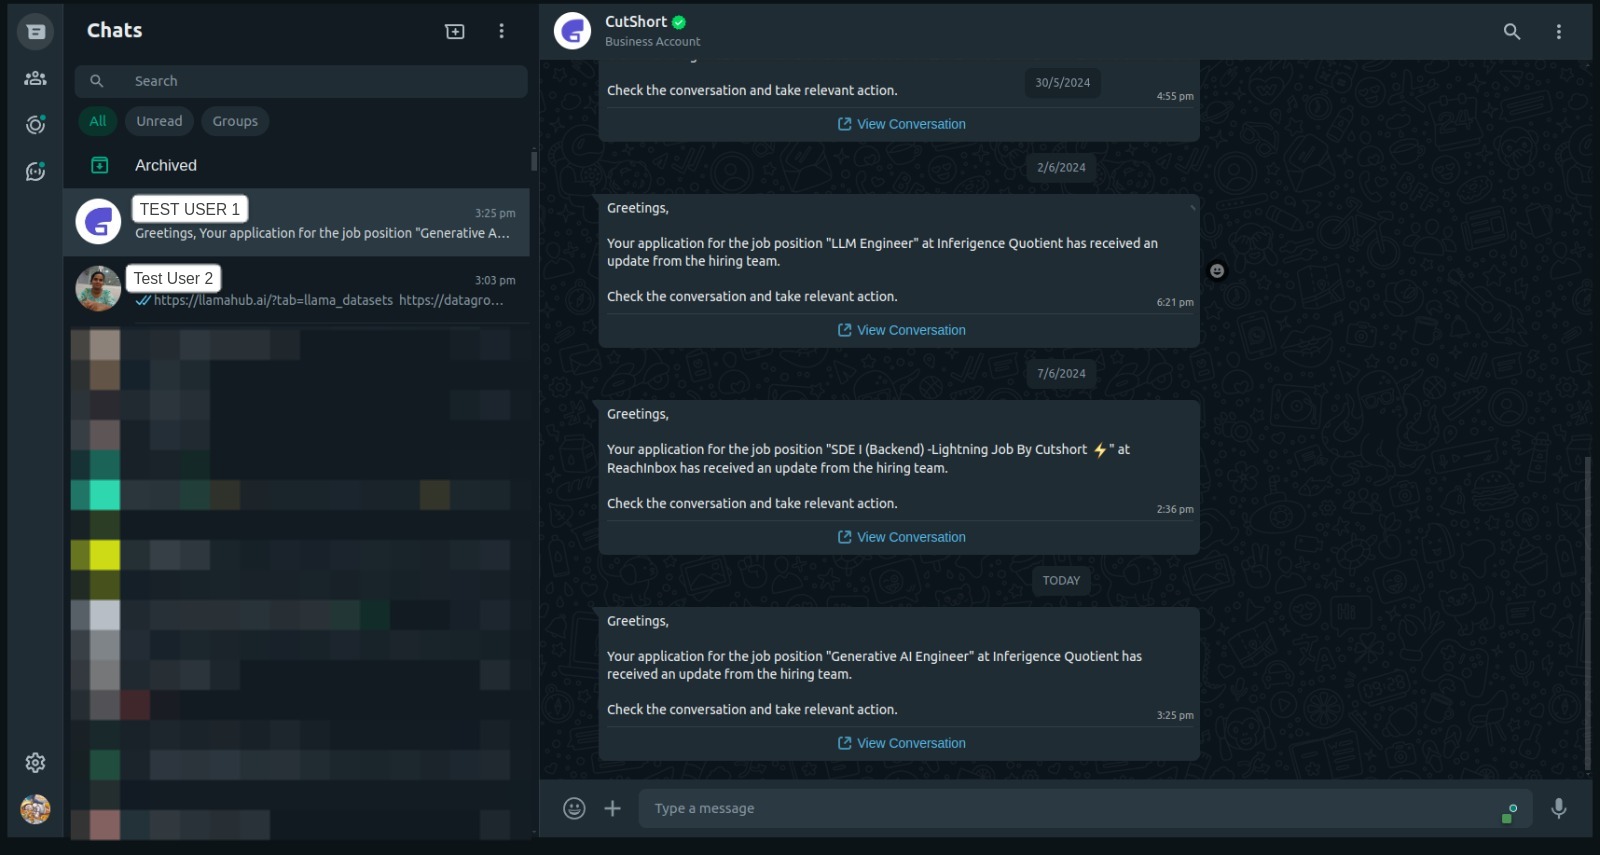 Chats
Search
All
Unread
Groups
Archived
TEST USER 1
3:25 pm
Greetings, Your application for the job position "Generative A...
Test User 2
3:03 pm
https://llamahub.ai/?tab=llama_datasets https://datagro...
CutShort
Business Account
30/5/2024
Check the conversation and take relevant action.
4:55 pm
View Conversation
2/6/2024
Greetings,
Your application for the job position "LLM Engineer" at Inferigence Quotient has received an
update from the hiring team.
Check the conversation and take relevant action.
6:21 pm
View Conversation
7/6/2024
Greetings,
Your application for the job position "SDE I (Backend) -Lightning Job By Cutshort ⚡" at
ReachInbox has received an update from the hiring team.
Check the conversation and take relevant action.
2:36 pm
View Conversation
TODAY
Greetings,
Your application for the job position "Generative AI Engineer" at Inferigence Quotient has
received an update from the hiring team.
Check the conversation and take relevant action.
3:25 pm
View Conversation
Type a message